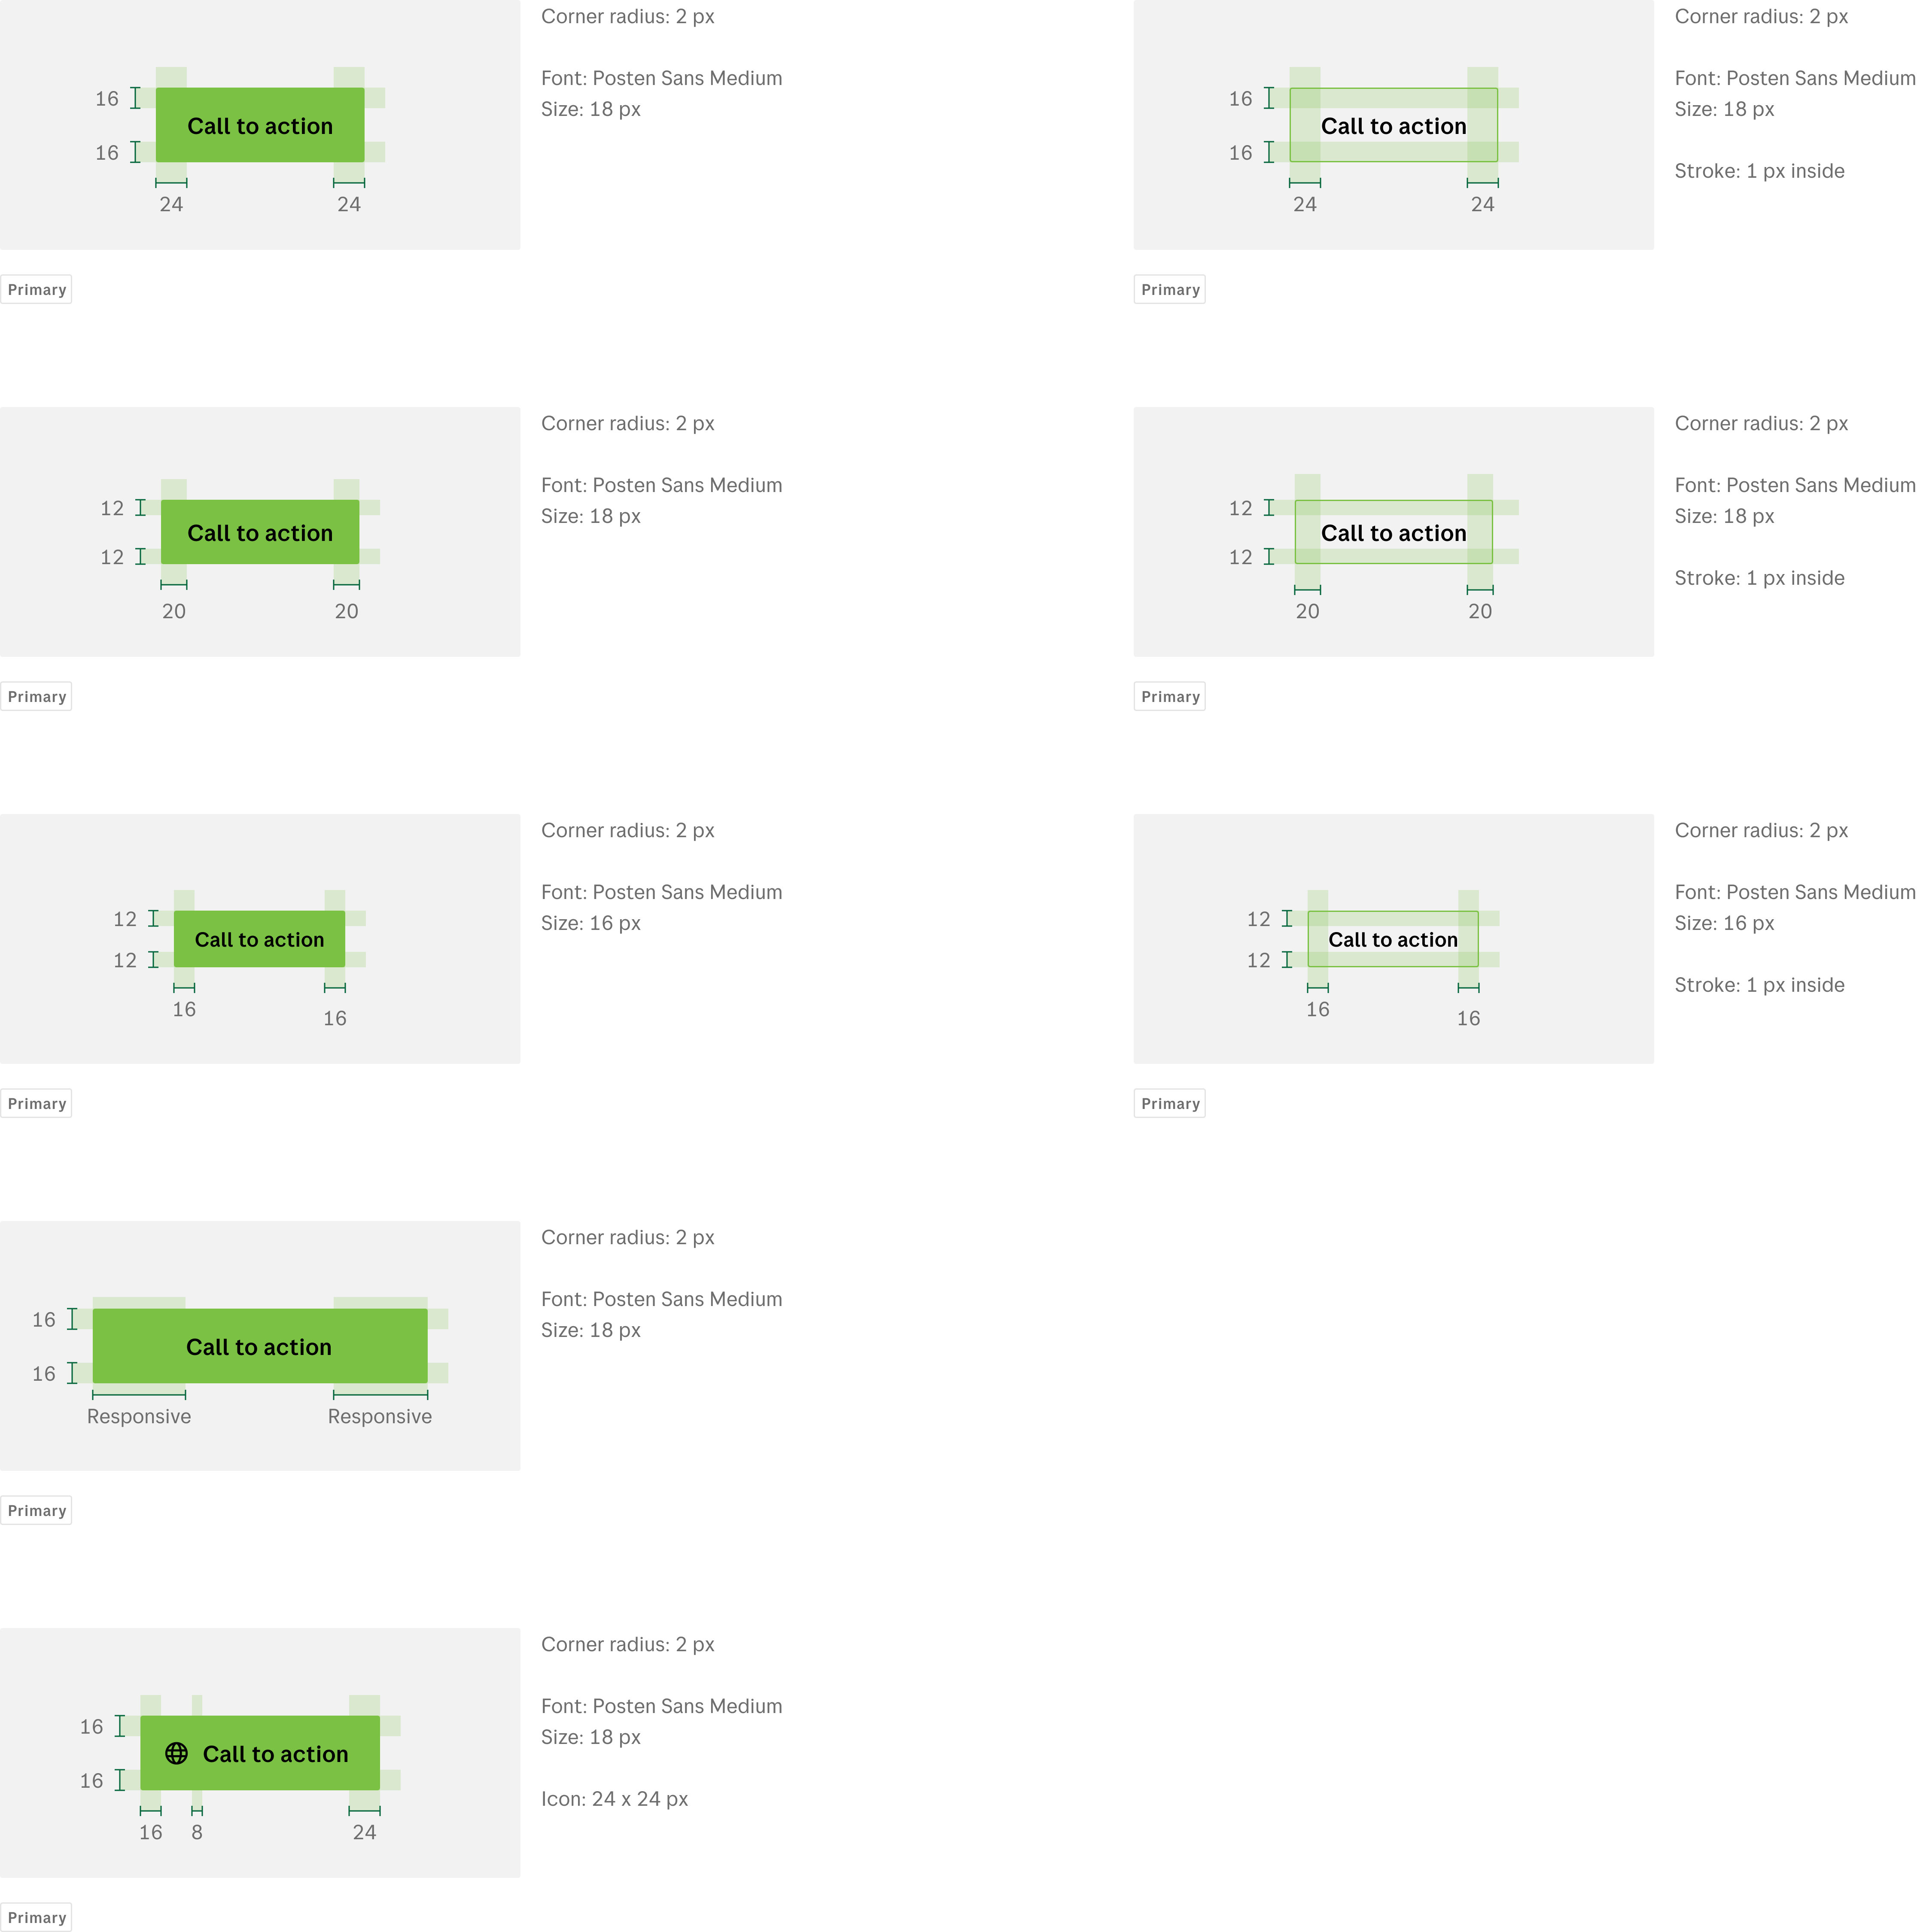 Corner radius: 2 px
Font: Posten Sans Medium
Size: 18 px
16
Call to action
16
24
24
Primary
Corner radius: 2 px
Font: Posten Sans Medium
Size: 18 px
Stroke: 1 px inside
16
Call to action
16
24
24
Primary
Corner radius: 2 px
Font: Posten Sans Medium
Size: 18 px
12
Call to action
12
20
20
Primary
Corner radius: 2 px
Font: Posten Sans Medium
Size: 18 px
Stroke: 1 px inside
12
Call to action
12
20
20
Primary
Corner radius: 2 px
Font: Posten Sans Medium
Size: 16 px
12
Call to action
12
16
16
Primary
Corner radius: 2 px
Font: Posten Sans Medium
Size: 16 px
Stroke: 1 px inside
12
Call to action
12
16
16
Primary
Corner radius: 2 px
Font: Posten Sans Medium
Size: 18 px
16
Call to action
16
Responsive
Responsive
Primary
Corner radius: 2 px
Font: Posten Sans Medium
Size: 18 px
Icon: 24 x 24 px
16
Call to action
16
16
8
24
Primary